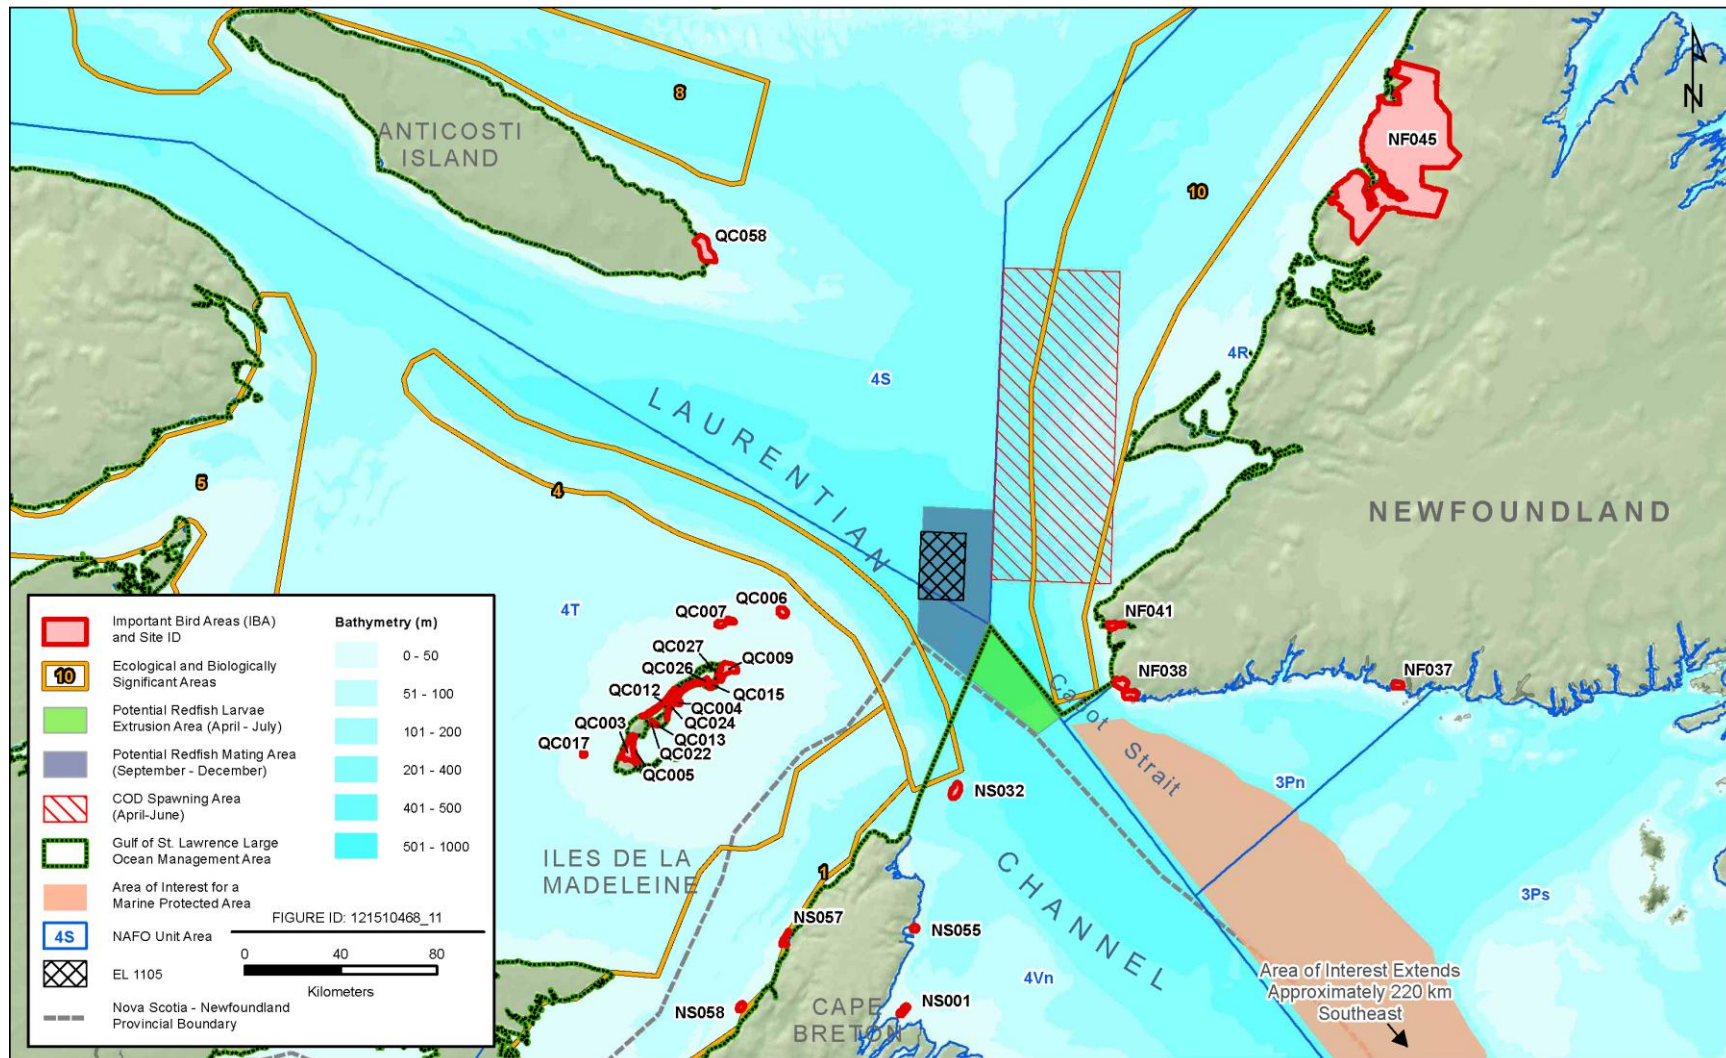 8
ANTICOSTI
ISLAND
N
NF045
10
QC058
4R
4S
LAURENTIAN
5
4
NEWFOUNDLAND
4T
QC007
QC006
NF041
QC027
QC009
QC026
QC012
QC015
QC004
QC003
QC024
QC017
QC013
QC022
QC005
NF038
NF037
Cabot Strait
3Pn
NS032
ILES DE LA
MADELEINE
1
CHANNEL
3Ps
NS057
NS055
4Vn
NS058
NS001
CAPE
BRETON
Area of Interest Extends
Approximately 220 km
Southeast
Important Bird Areas (IBA)
and Site ID
10
Ecological and Biologically
Significant Areas
Potential Redfish Larvae
Extrusion Area (April - July)
Potential Redfish Mating Area
(September - December)
COD Spawning Area
(April-June)
Gulf of St. Lawrence Large
Ocean Management Area
Area of Interest for a
Marine Protected Area
4S
NAFO Unit Area
EL 1105
Nova Scotia - Newfoundland
Provincial Boundary
Bathymetry (m)
0 - 50
51 - 100
101 - 200
201 - 400
401 - 500
501 - 1000
FIGURE ID: 121510468_11
0 40 80
Kilometers